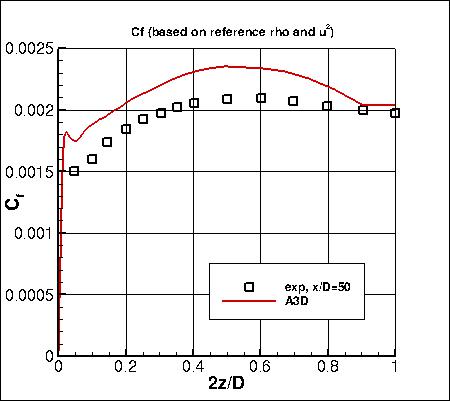 Cf (based on reference rho and u²)
0.0025
0.002
0.0015
0.001
0.0005
0
Cf
exp, x/D=50
A3D
0 0.2 0.4 0.6 0.8 1
2z/D